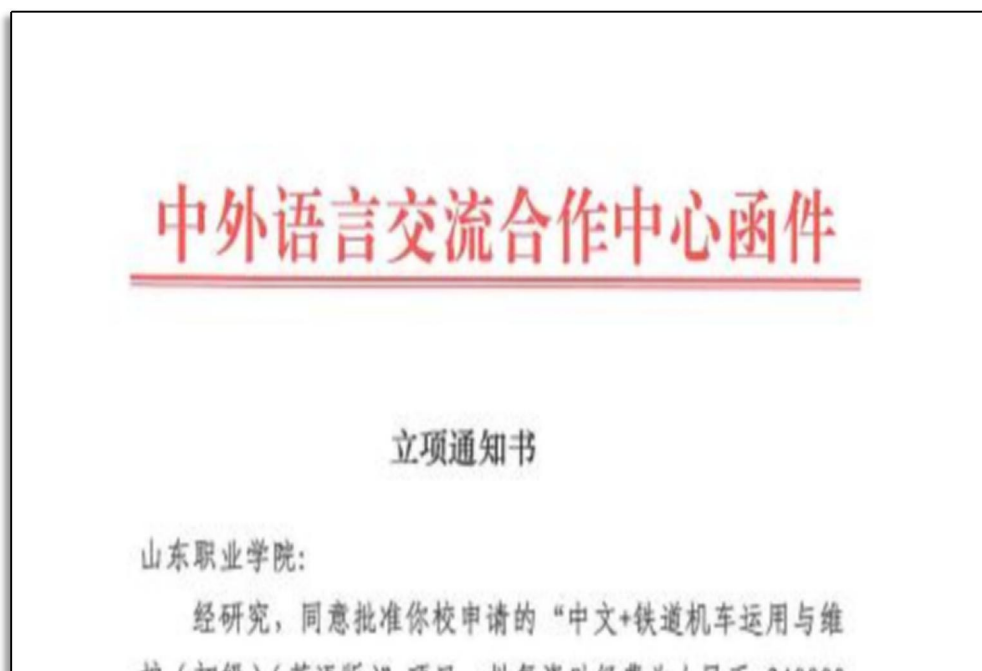 中外语言交流合作中心函件
立项通知书
山东职业学院:
经研究，同意批准你校申请的“中文+铁道机车运用与维